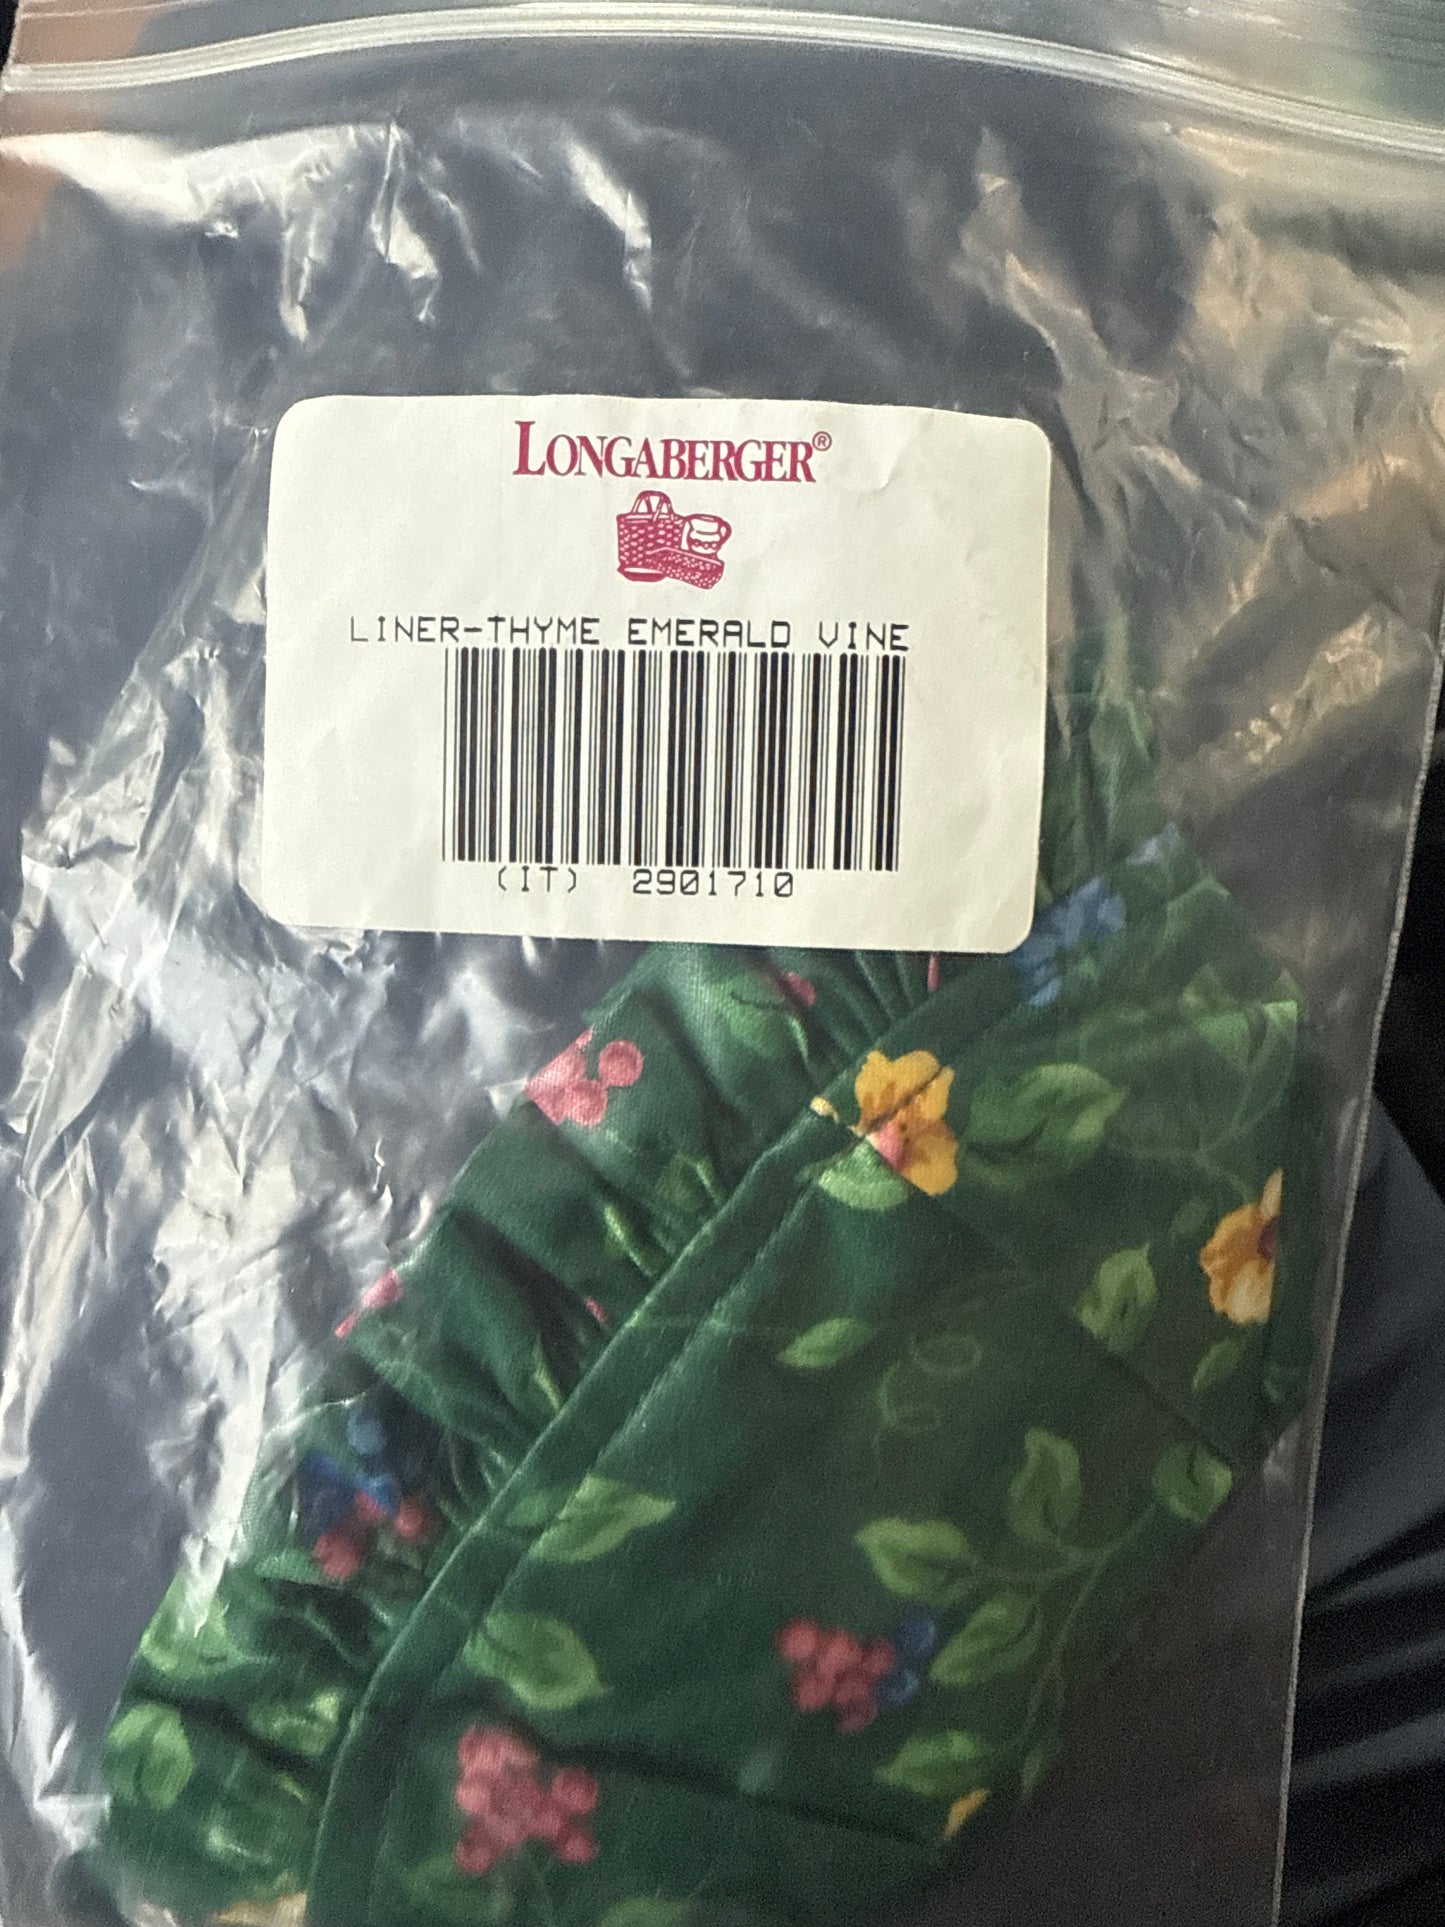 LONGABERGER®
LINER-THYME EMERALD VINE
(IT) 2901710